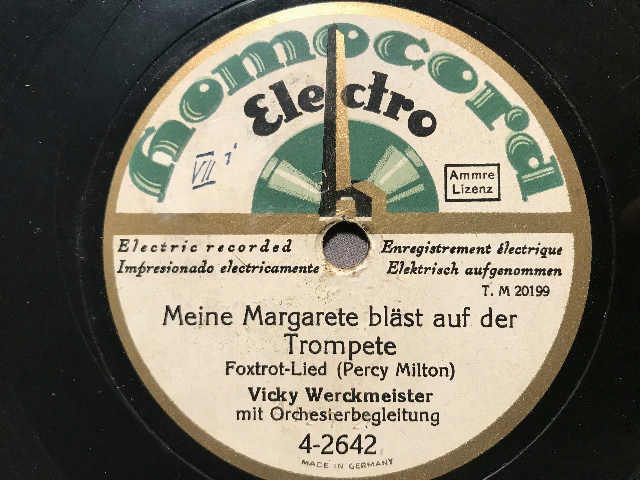 homocord
Electro
VII i
Ammre
Lizenz
Electric recorded
Enregistrement électrique
Impresionado electricamente
Elektrisch aufgenommen
T. M 20199
Meine Margarete bläst auf der
Trompete
Foxtrot-Lied (Percy Milton)
Vicky Werckmeister
mit Orchesterbegleitung
4-2642
MADE IN GERMANY